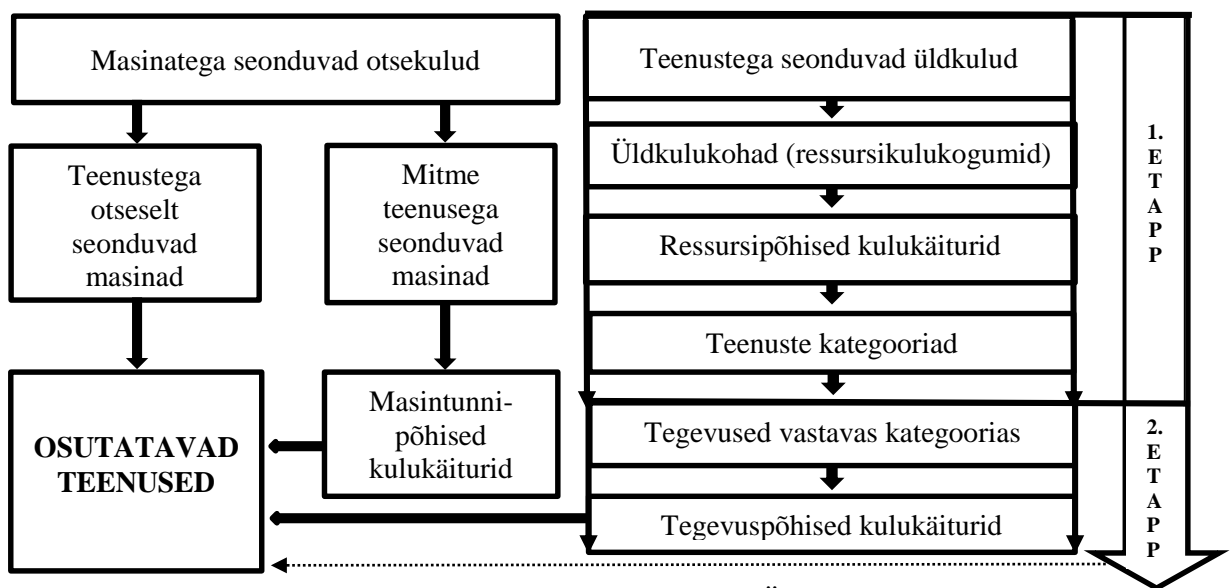 Masinatega seonduvad otsekulud
Teenustega
otseselt
seonduvad
masinad
Mitme
teenusega
seonduvad
masinad
OSUTATAVAD
TEENUSED
Masintunni-
põhised
kulukäiturid
Teenustega seonduvad üldkulud
Üldkulukohad (ressursikulukogumid)
Ressursipõhised kulukäiturid
Teenuste kategooriad
Tegevused vastavas kategoorias
Tegevuspõhised kulukäiturid
1.
E
T
A
P
P
2.
E
T
A
P
P